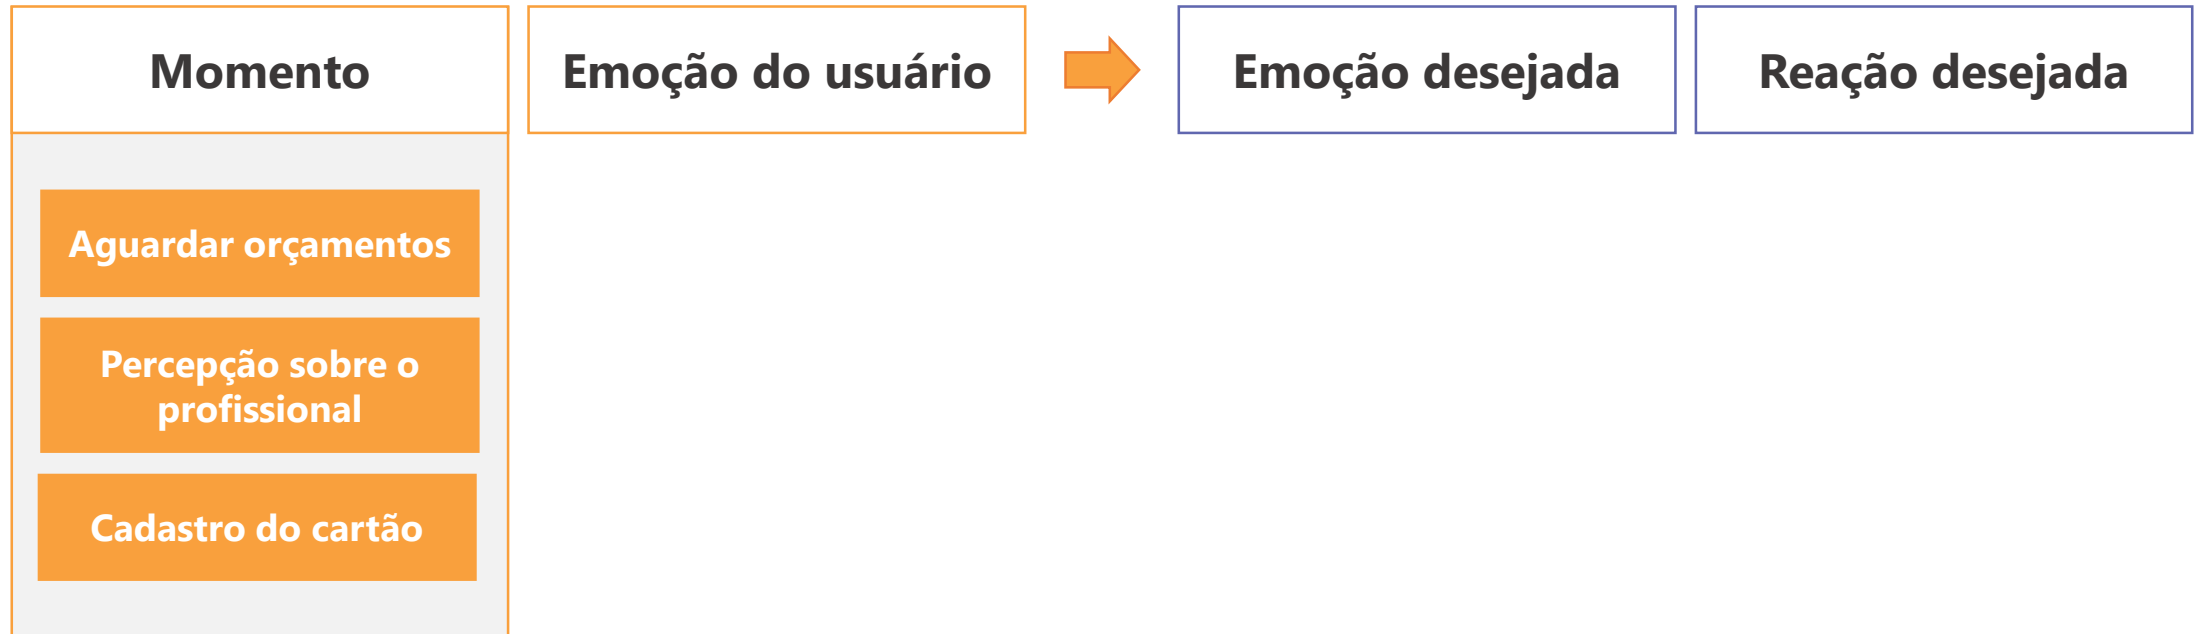 Momento
Emoção do usuário
Emoção desejada
Reação desejada
Aguardar orçamentos
Percepção sobre o
profissional
Cadastro do cartão